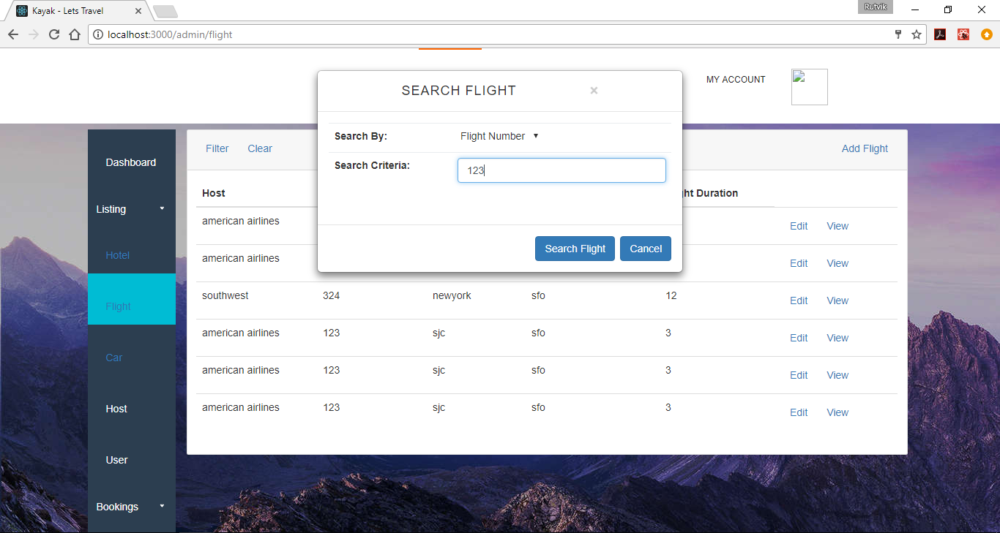 Kayak - Lets Travel
Rutvik
localhost:3000/admin/flight
MY ACCOUNT
SEARCH FLIGHT ×
Search By: Flight Number
Search Criteria: 123
Search Flight Cancel
Dashboard
Listing
Hotel
Flight
Car
Host
User
Bookings
Filter Clear Add Flight
Host ght Duration
american airlines Edit View
american airlines Edit View
southwest 324 newyork sfo 12 Edit View
american airlines 123 sjc sfo 3 Edit View
american airlines 123 sjc sfo 3 Edit View
american airlines 123 sjc sfo 3 Edit View